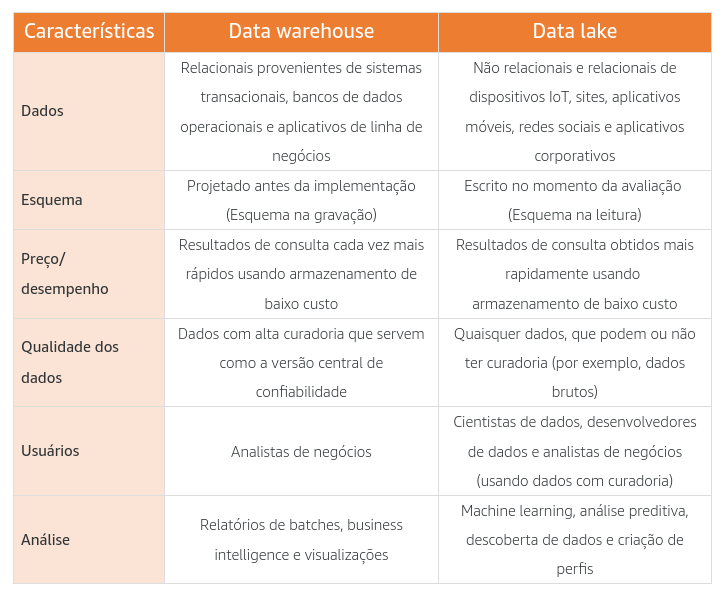 Características
Data warehouse
Data lake
Dados
Relacionais provenientes de sistemas
transacionais, bancos de dados
operacionais e aplicativos de linha de
negócios
Não relacionais e relacionais de
dispositivos IoT, sites, aplicativos
móveis, redes sociais e aplicativos
corporativos
Esquema
Projetado antes da implementação
(Esquema na gravação)
Escrito no momento da avaliação
(Esquema na leitura)
Preço/
desempenho
Resultados de consulta cada vez mais
rápidos usando armazenamento de
baixo custo
Resultados de consulta obtidos mais
rapidamente usando
armazenamento de baixo custo
Qualidade dos
dados
Dados com alta curadoria que servem
como a versão central de
confiabilidade
Quaisquer dados, que podem ou não
ter curadoria (por exemplo, dados
brutos)
Usuários
Analistas de negócios
Cientistas de dados, desenvolvedores
de dados e analistas de negócios
(usando dados com curadoria)
Análise
Relatórios de batches, business
intelligence e visualizações
Machine learning, análise preditiva,
descoberta de dados e criação de
perfis